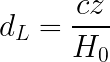 d_L = \frac{cz}{H_0}